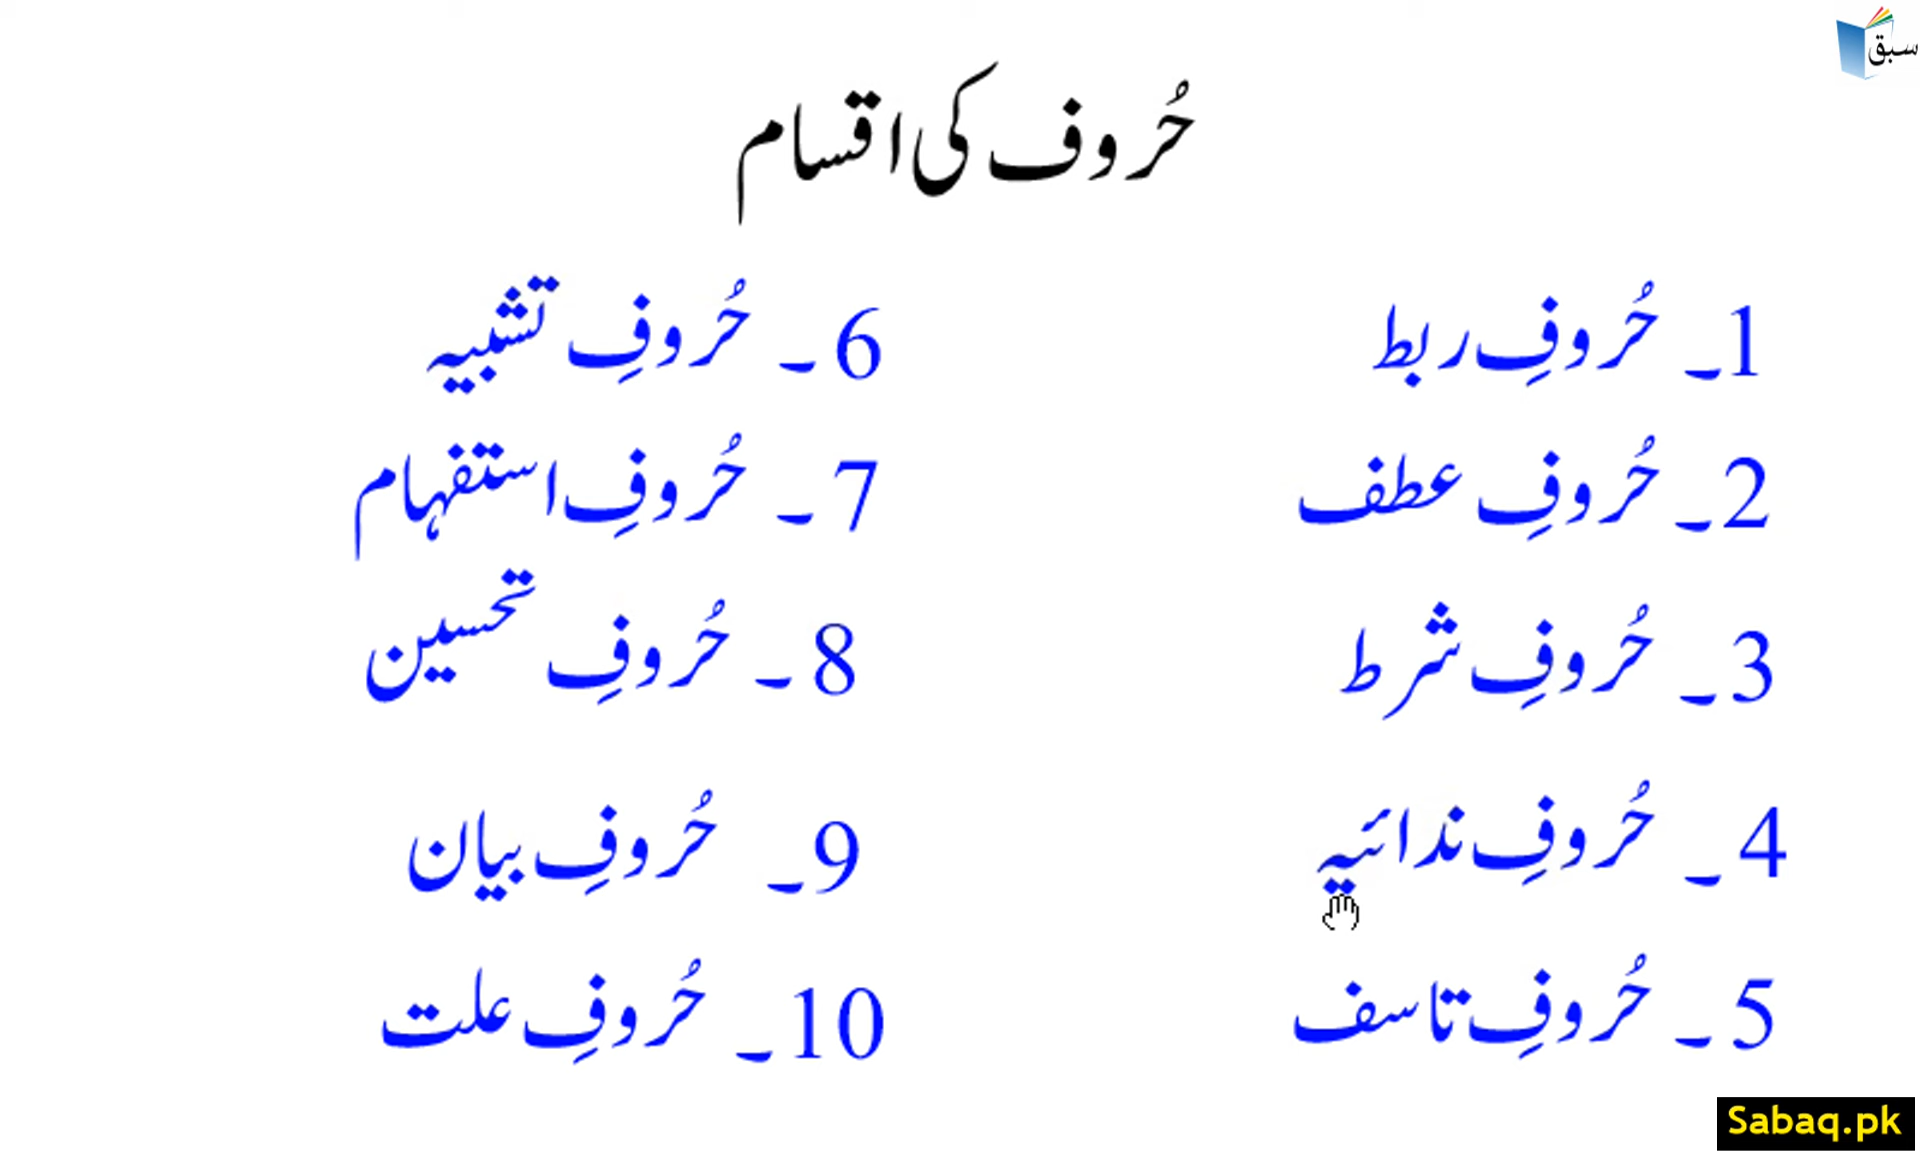 سبق
حُروف کی اقسام
1۔ حُروفِ ربط
2۔ حُروفِ عطف
3۔ حُروفِ شرط
4۔ حُروفِ ندائیہ
5۔ حُروفِ تاسف
6۔ حُروفِ تشبیہ
7۔ حُروفِ استفہام
8۔ حُروفِ تحسین
9۔ حُروفِ بیان
10۔ حُروفِ علت
Sabaq.pk